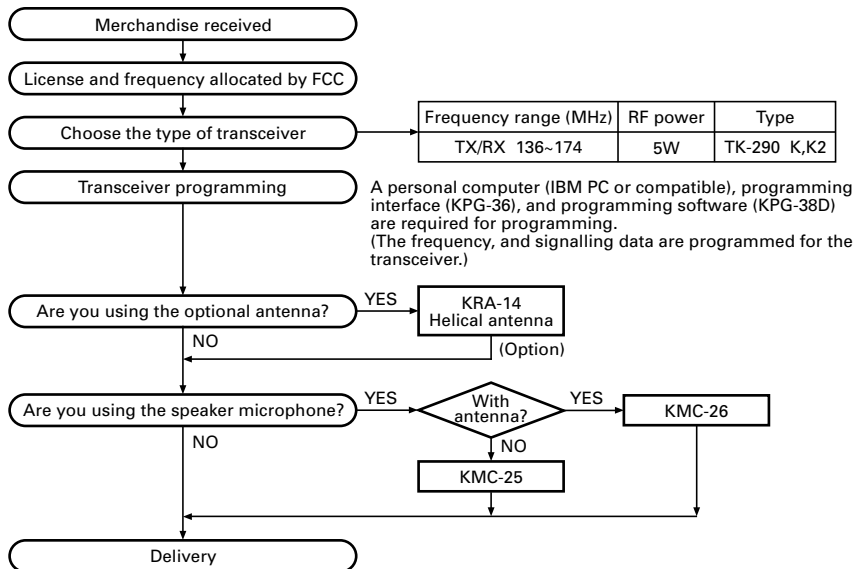 Merchandise received
License and frequency allocated by FCC
Choose the type of transceiver
Frequency range (MHz) RF power Type
TX/RX 136~174 5W TK-290 K,K2
Transceiver programming
A personal computer (IBM PC or compatible), programming
interface (KPG-36), and programming software (KPG-38D)
are required for programming.
(The frequency, and signalling data are programmed for the
transceiver.)
Are you using the optional antenna?
YES
KRA-14
Helical antenna
NO
(Option)
Are you using the speaker microphone?
YES
With
antenna?
YES
KMC-26
NO
NO
KMC-25
Delivery